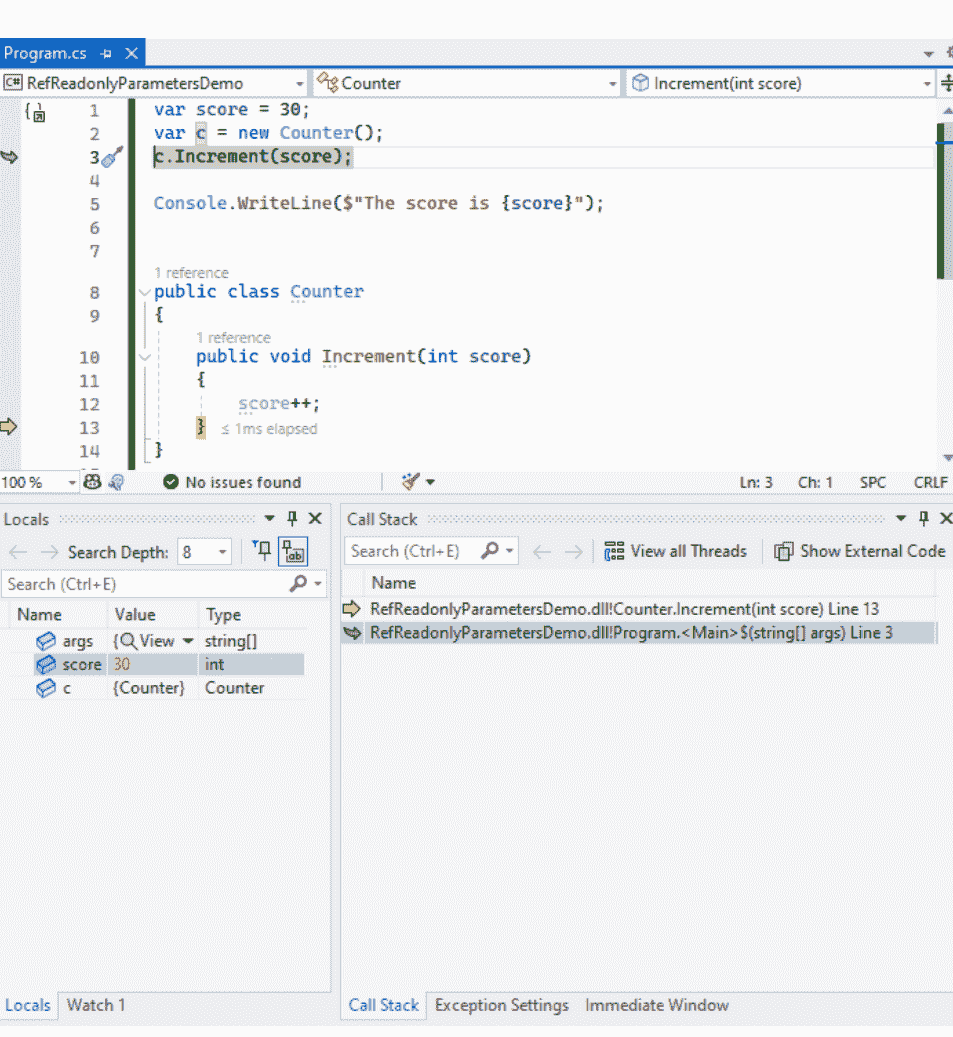 Program.cs
C# RefReadonlyParametersDemo Counter Increment(int score)
1 var score = 30;
2 var c = new Counter();
3 c.Increment(score);
4
5 Console.WriteLine($"The score is {score}");
6
7
1 reference
8 public class Counter
9 {
1 reference
10 public void Increment(int score)
11 {
12 score++;
13 } ≤ 1ms elapsed
14 }
100 % No issues found Ln: 3 Ch: 1 SPC CRLF
Locals
Search Depth: 8
Search (Ctrl+E)
Name Value Type
args {View string[]
score 30 int
c {Counter} Counter
Locals Watch 1
Call Stack
Search (Ctrl+E) View all Threads Show External Code
Name
RefReadonlyParametersDemo.dll!Counter.Increment(int score) Line 13
RefReadonlyParametersDemo.dll!Program.<Main>$(string[] args) Line 3
Call Stack Exception Settings Immediate Window